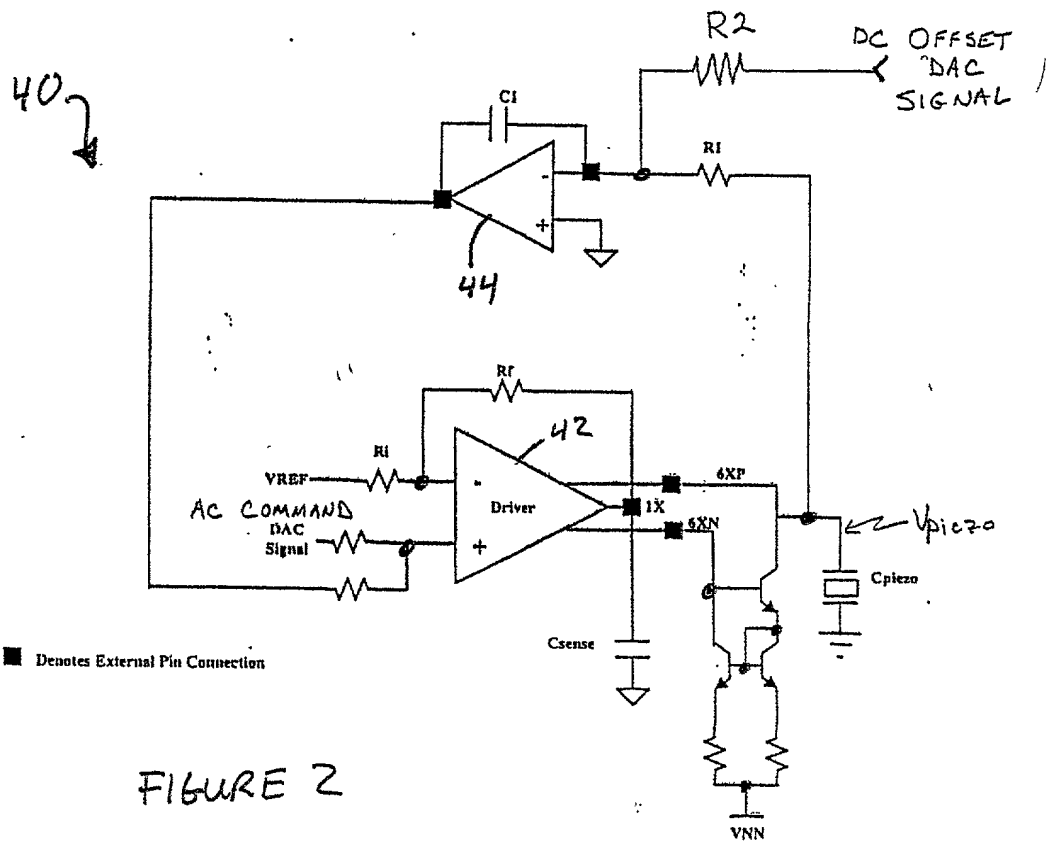 R2
DC OFFSET
DAC
SIGNAL
40
C1
R1
-
+
44
Rf
42
Ri
VREF
-
6XP
AC COMMAND
Driver
1X
DAC
Signal
6XN
Vpiezo
+
Cpiezo
Csense
Denotes External Pin Connection
FIGURE 2
VNN